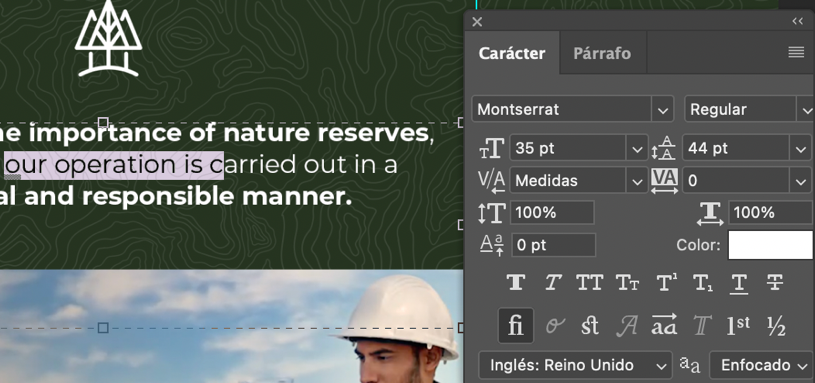 Carácter
Párrafo
he importance of nature reserves,
our operation is carried out in a
al and responsible manner.
Montserrat
Regular
35 pt
44 pt
Medidas
0
100%
100%
0 pt
Color:
T T TT Tт T¹ T₁ T T
fi st A aa T 1st ½
Inglés: Reino Unido
aa
Enfocado